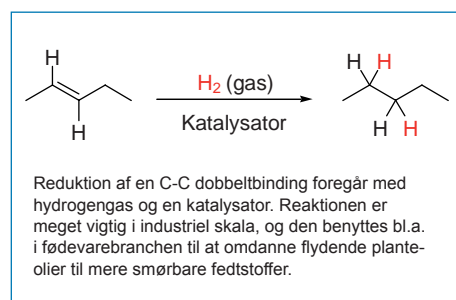 H
H
H₂ (gas)
Katalysator
H H
H H
Reduktion af en C-C dobbeltbinding foregår med
hydrogengas og en katalysator. Reaktionen er
meget vigtig i industriel skala, og den benyttes bl.a.
i fødevarebranchen til at omdanne flydende plante-
olier til mere smørbare fedtstoffer.